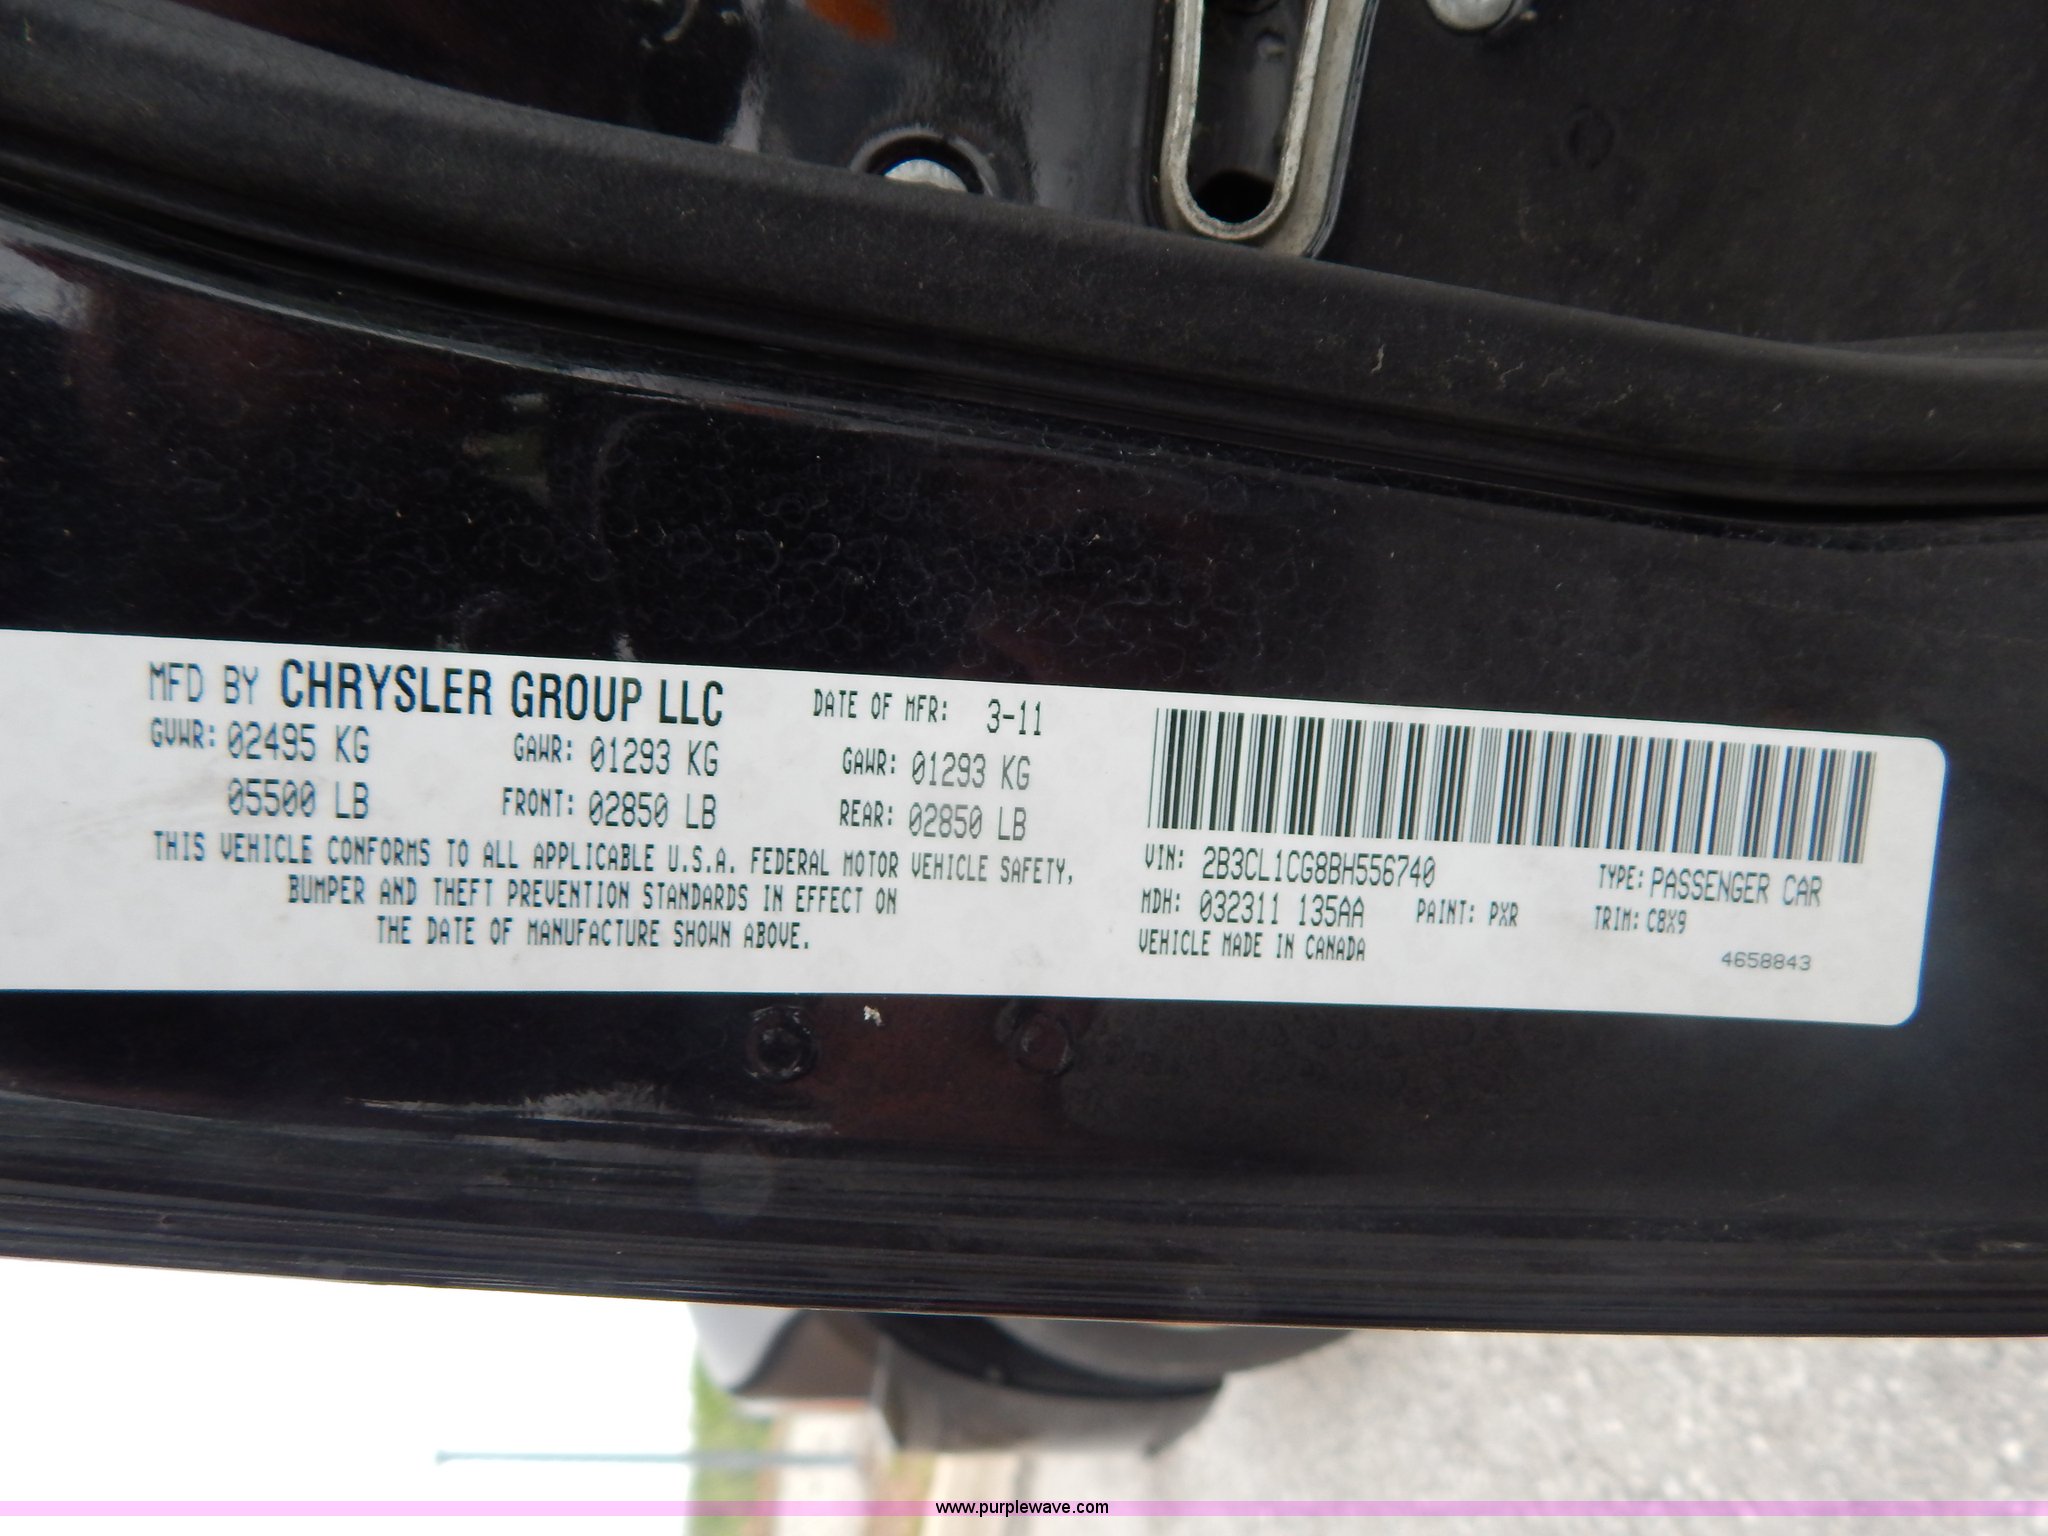 MFD BY CHRYSLER GROUP LLC DATE OF MFR: 3-11
GVWR: 02495 KG GAWR: 01293 KG GAWR: 01293 KG
05500 LB FRONT: 02850 LB REAR: 02850 LB
THIS VEHICLE CONFORMS TO ALL APPLICABLE U.S.A. FEDERAL MOTOR VEHICLE SAFETY,
BUMPER AND THEFT PREVENTION STANDARDS IN EFFECT ON
THE DATE OF MANUFACTURE SHOWN ABOVE.
VIN: 2B3CL1CG8BH556740 TYPE: PASSENGER CAR
MDH: 032311 135AA PAINT: PXR TRIM: C8X9
VEHICLE MADE IN CANADA
4658843
www.purplewave.com